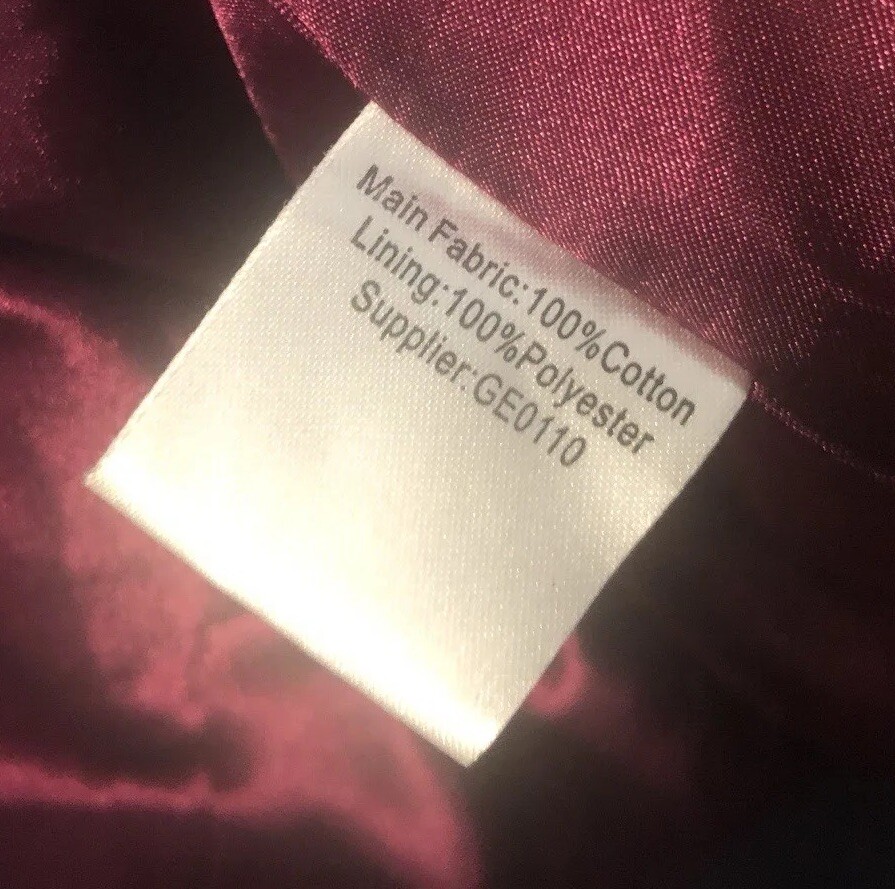 Main Fabric:100%Cotton
Lining:100%Polyester
Supplier:GE0110